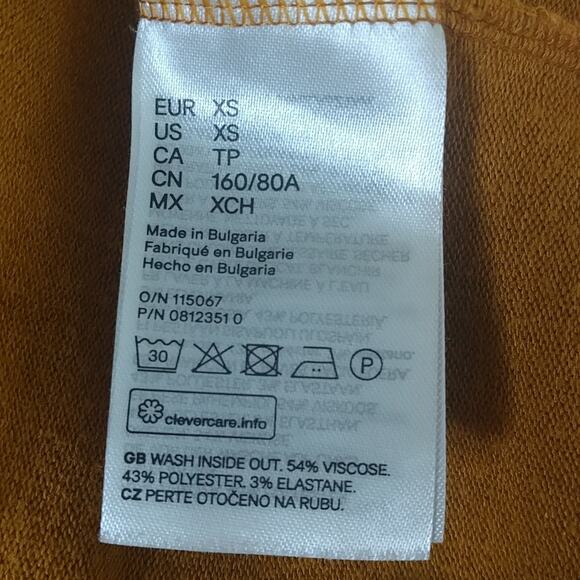 EUR XS
US XS
CA TP
CN 160/80A
MX XCH
Made in Bulgaria
Fabriqué en Bulgarie
Hecho en Bulgaria
O/N 115067
P/N 0812351 0
30
P
clevercare.info
GB WASH INSIDE OUT. 54% VISCOSE.
43% POLYESTER. 3% ELASTANE.
CZ PERTE OTOČENO NA RUBU.